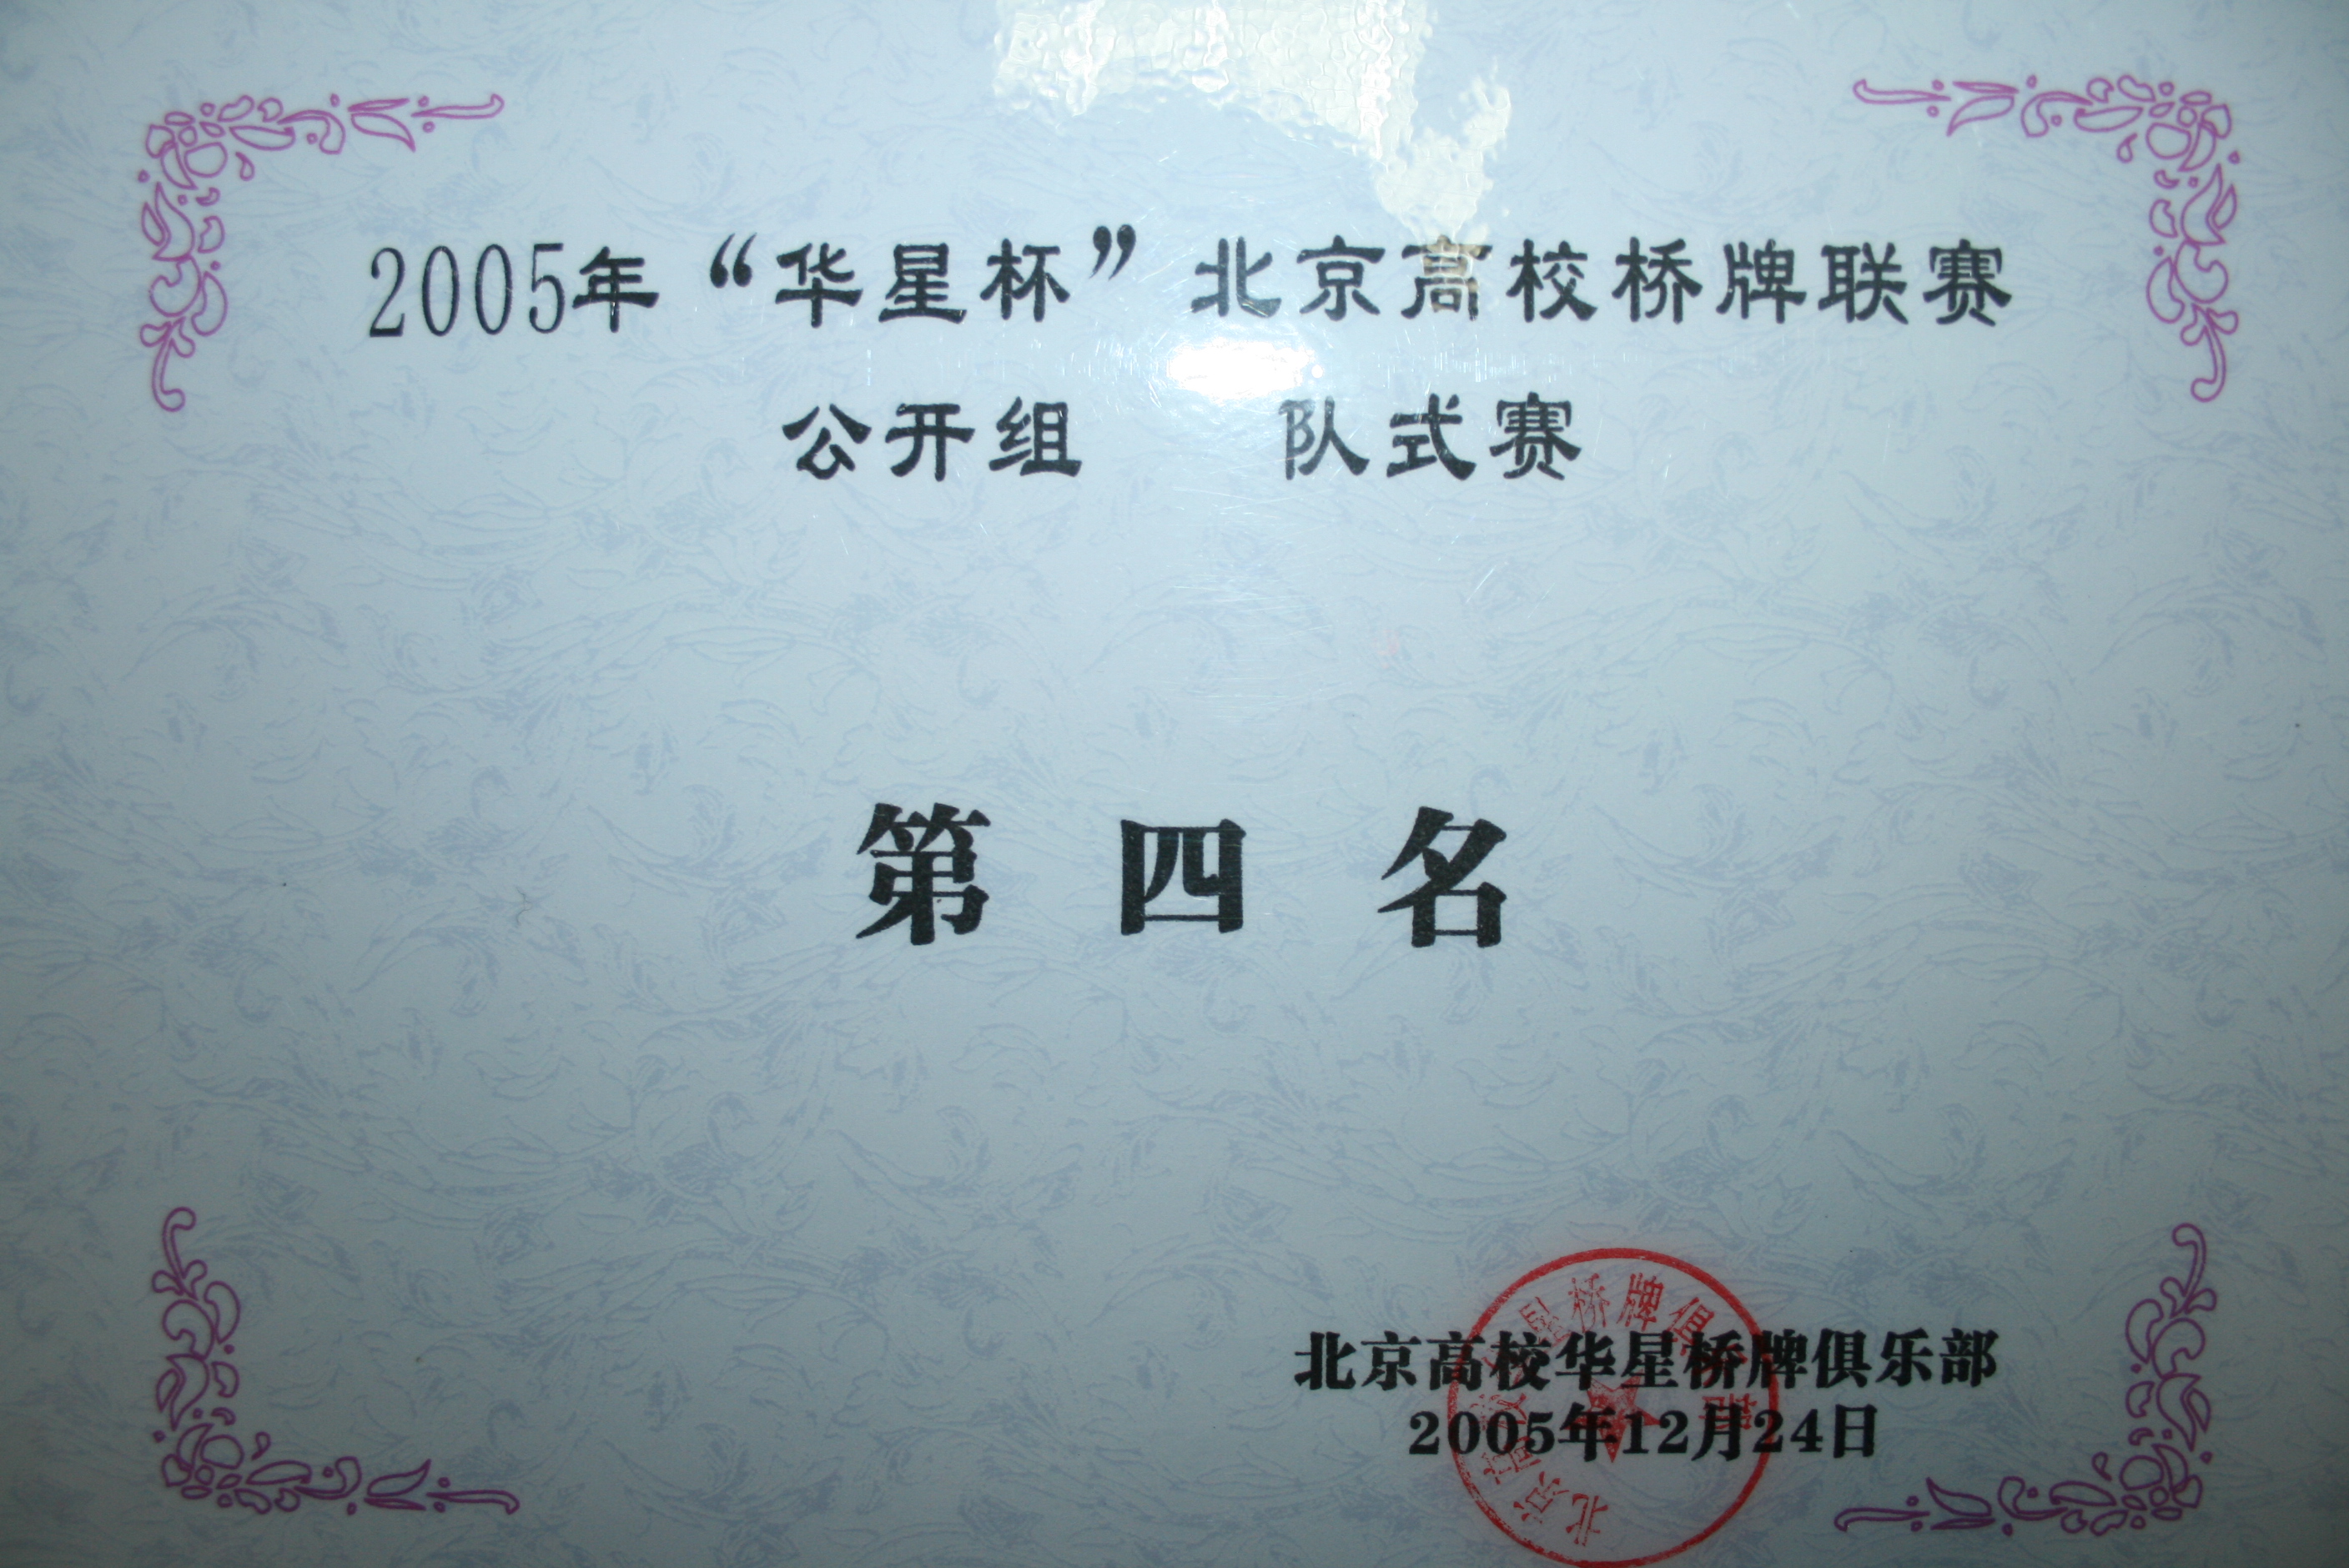 2005年“华星杯”北京高校桥牌联赛
公开组 队式赛
第四名
北京高校华星桥牌俱乐部
2005年12月24日